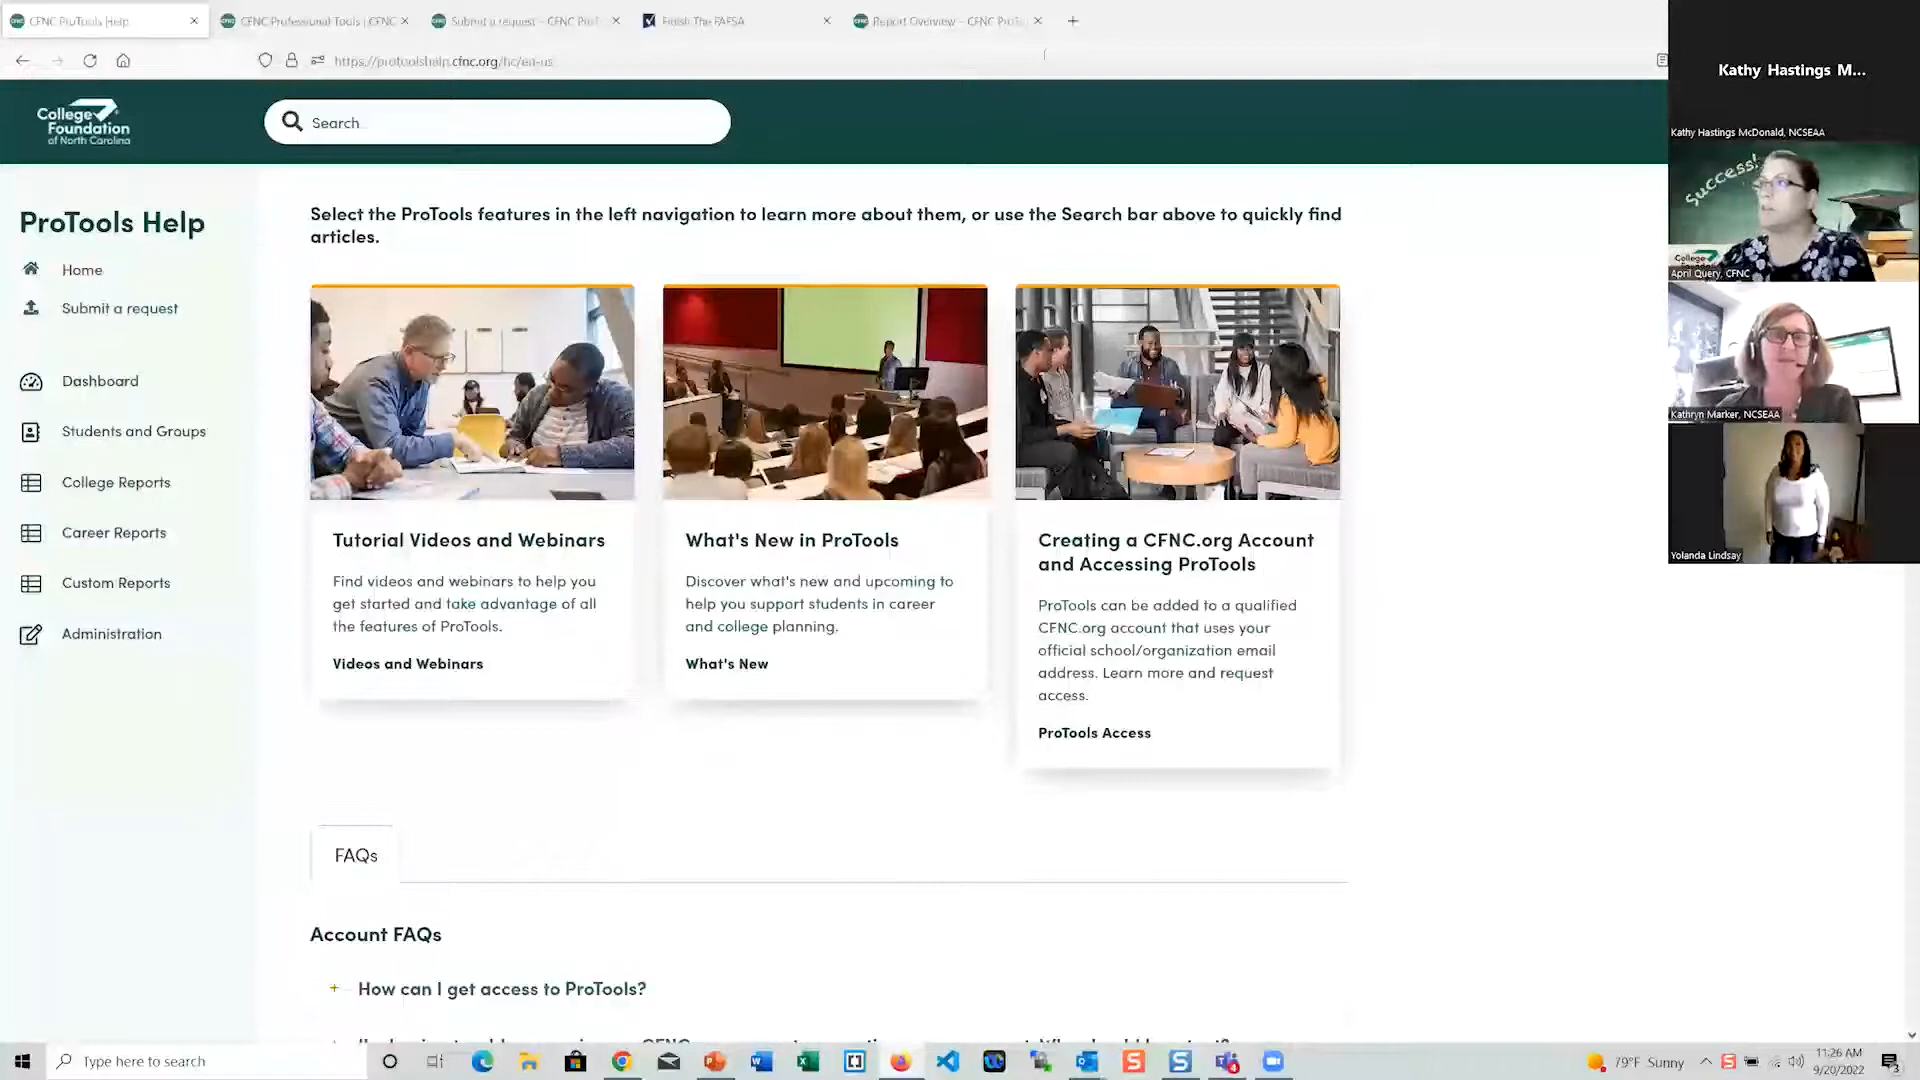 CFNC ProTools Help
CFNC Professional Tools | CFNC
Submit a request – CFNC ProT
Finish The FAFSA
Report Overview – CFNC ProTo
https://protoolshelp.cfnc.org/hc/en-us
College
Foundation
of North Carolina
Search
ProTools Help
Home
Submit a request
Dashboard
Students and Groups
College Reports
Career Reports
Custom Reports
Administration
Select the ProTools features in the left navigation to learn more about them, or use the Search bar above to quickly find
articles.
Tutorial Videos and Webinars
Find videos and webinars to help you
get started and take advantage of all
the features of ProTools.
Videos and Webinars
What's New in ProTools
Discover what's new and upcoming to
help you support students in career
and college planning.
What's New
Creating a CFNC.org Account
and Accessing ProTools
ProTools can be added to a qualified
CFNC.org account that uses your
official school/organization email
address. Learn more and request
access.
ProTools Access
FAQs
Account FAQs
+ How can I get access to ProTools?
Kathy Hastings M...
Kathy Hastings McDonald, NCSEAA
Success!
College
April Query, CFNC
Kathryn Marker, NCSEAA
Yolanda Lindsay
Type here to search
79°F Sunny
11:26 AM
9/20/2022